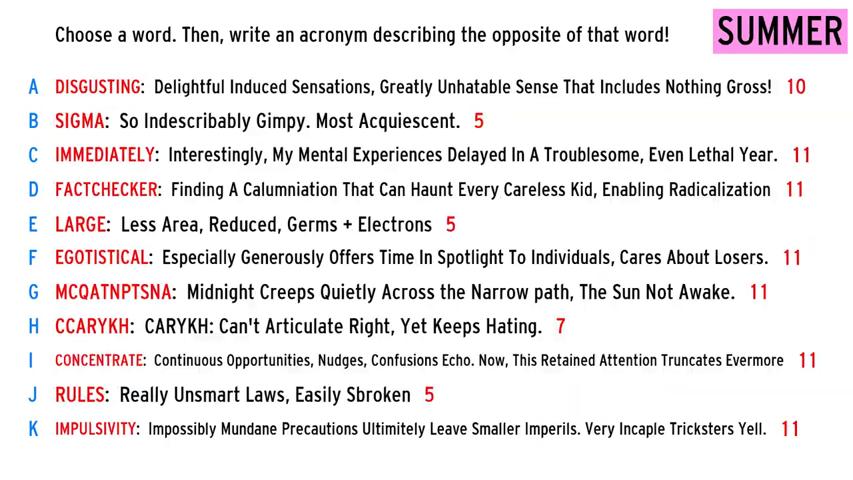 Choose a word. Then, write an acronym describing the opposite of that word! SUMMER
A DISGUSTING: Delightful Induced Sensations, Greatly Unhatable Sense That Includes Nothing Gross! 10
B SIGMA: So Indescribably Gimpy. Most Acquiescent. 5
C IMMEDIATELY: Interestingly, My Mental Experiences Delayed In A Troublesome, Even Lethal Year. 11
D FACTCHECKER: Finding A Calumniation That Can Haunt Every Careless Kid, Enabling Radicalization 11
E LARGE: Less Area, Reduced, Germs + Electrons 5
F EGOTISTICAL: Especially Generously Offers Time In Spotlight To Individuals, Cares About Losers. 11
G MCQATNPTSNA: Midnight Creeps Quietly Across the Narrow path, The Sun Not Awake. 11
H CCARYKH: CARYKH: Can't Articulate Right, Yet Keeps Hating. 7
I CONCENTRATE: Continuous Opportunities, Nudges, Confusions Echo. Now, This Retained Attention Truncates Evermore 11
J RULES: Really Unsmart Laws, Easily Sbroken 5
K IMPULSIVITY: Impossibly Mundane Precautions Ultimitely Leave Smaller Imperils. Very Incaple Tricksters Yell. 11